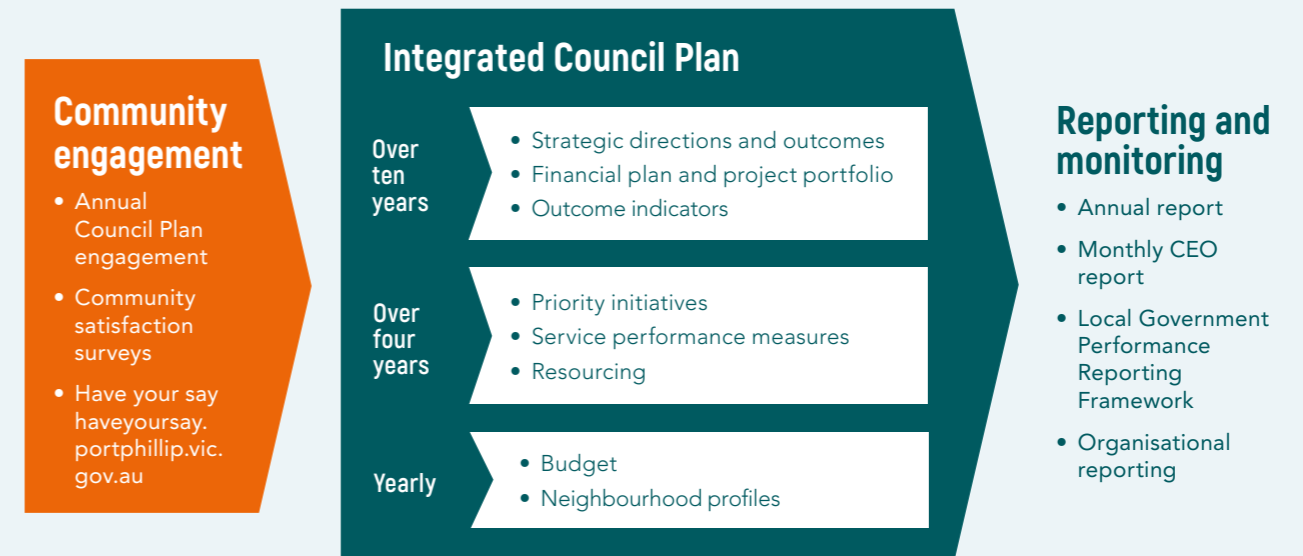 Community
engagement
• Annual
Council Plan
engagement
• Community
satisfaction
surveys
• Have your say
haveyoursay.
portphillip.vic.
gov.au
Integrated Council Plan
Over
ten
years
• Strategic directions and outcomes
• Financial plan and project portfolio
• Outcome indicators
Over
four
years
• Priority initiatives
• Service performance measures
• Resourcing
Yearly
• Budget
• Neighbourhood profiles
Reporting and
monitoring
• Annual report
• Monthly CEO
report
• Local Government
Performance
Reporting
Framework
• Organisational
reporting